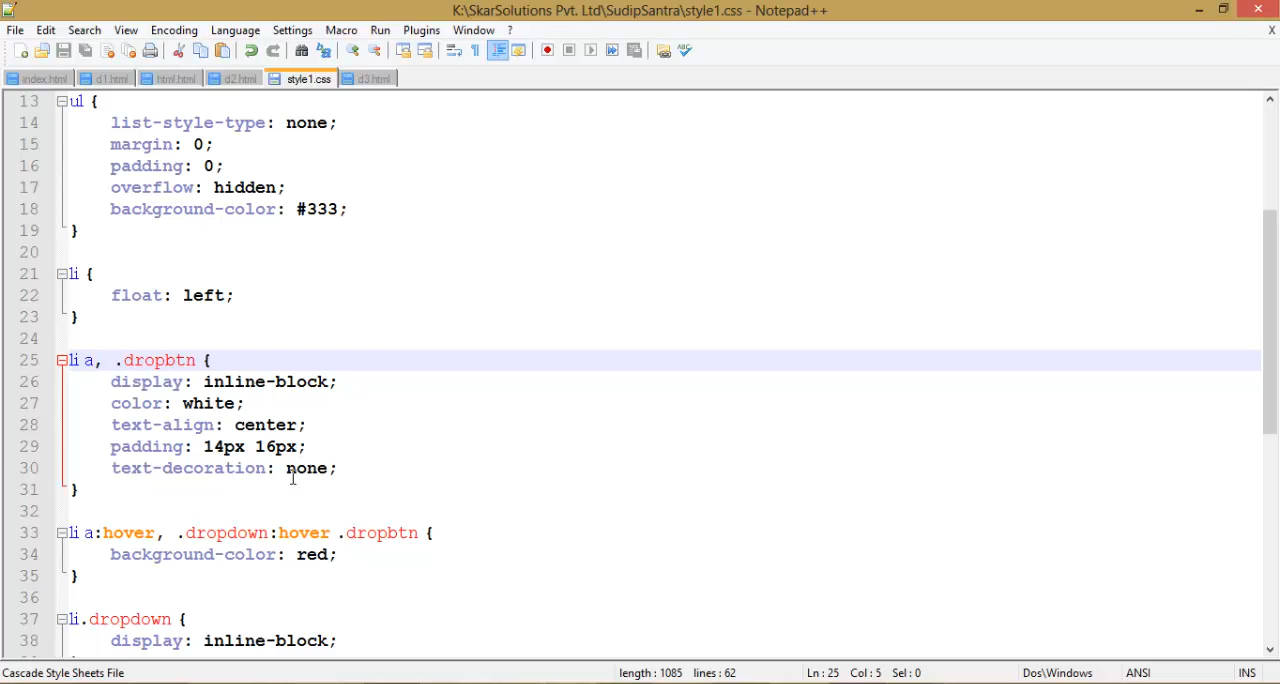 K:\SkarSolutions Pvt. Ltd\SudipSantra\style1.css - Notepad++
File Edit Search View Encoding Language Settings Macro Run Plugins Window ? X
index.html d1.html html.html d2.html style1.css d3.html
13 ul {
14 list-style-type: none;
15 margin: 0;
16 padding: 0;
17 overflow: hidden;
18 background-color: #333;
19 }
20
21 li {
22 float: left;
23 }
24
25 li a, .dropbtn {
26 display: inline-block;
27 color: white;
28 text-align: center;
29 padding: 14px 16px;
30 text-decoration: none;
31 }
32
33 li a:hover, .dropdown:hover .dropbtn {
34 background-color: red;
35 }
36
37 li.dropdown {
38 display: inline-block;
Cascade Style Sheets File length : 1085 lines : 62 Ln : 25 Col : 5 Sel : 0 Dos\Windows ANSI INS